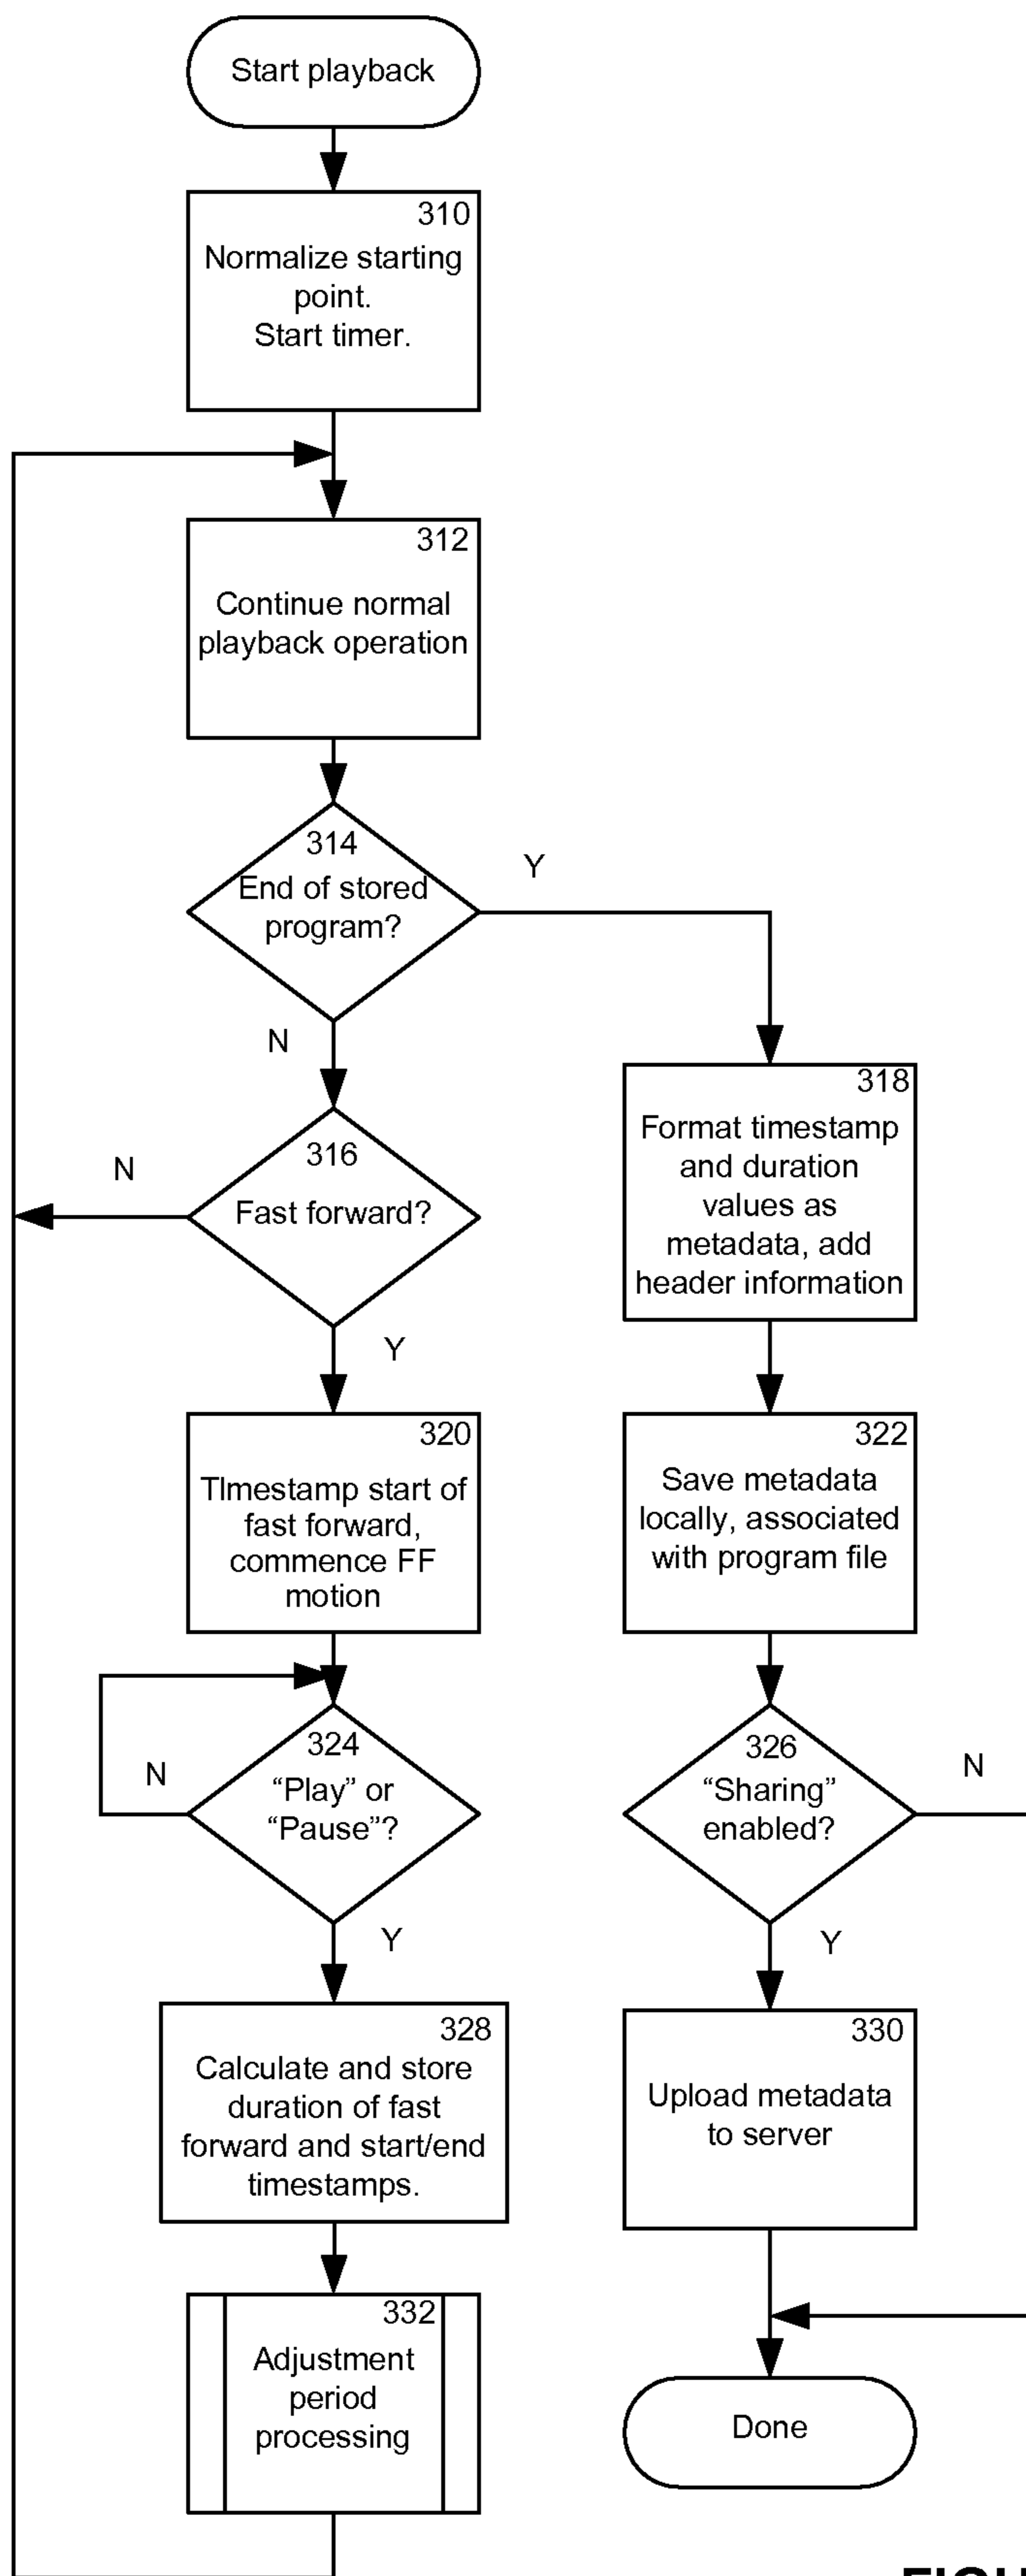 Start playback
310
Normalize starting
point.
Start timer.
312
Continue normal
playback operation
314
End of stored
program?
Y
N
316
Fast forward?
N
Y
318
Format timestamp
and duration
values as
metadata, add
header information
320
TImestamp start of
fast forward,
commence FF
motion
322
Save metadata
locally, associated
with program file
324
“Play” or
“Pause”?
N
Y
326
“Sharing”
enabled?
N
Y
328
Calculate and store
duration of fast
forward and start/end
timestamps.
330
Upload metadata
to server
332
Adjustment
period
processing
Done